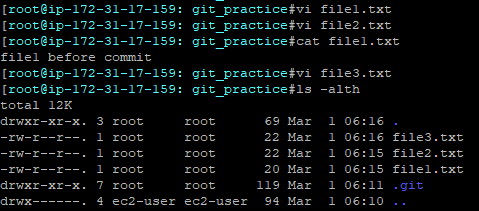 [root@ip-172-31-17-159: git_practice#vi file1.txt
[root@ip-172-31-17-159: git_practice#vi file2.txt
[root@ip-172-31-17-159: git_practice#cat file1.txt
file1 before commit
[root@ip-172-31-17-159: git_practice#vi file3.txt
[root@ip-172-31-17-159: git_practice#ls -alth
total 12K
drwxr-xr-x. 3 root     root      69 Mar  1 06:16 .
-rw-r--r--. 1 root     root      22 Mar  1 06:16 file3.txt
-rw-r--r--. 1 root     root      22 Mar  1 06:15 file2.txt
-rw-r--r--. 1 root     root      20 Mar  1 06:15 file1.txt
drwxr-xr-x. 7 root     root     119 Mar  1 06:11 .git
drwx------. 4 ec2-user ec2-user  94 Mar  1 06:10 ..